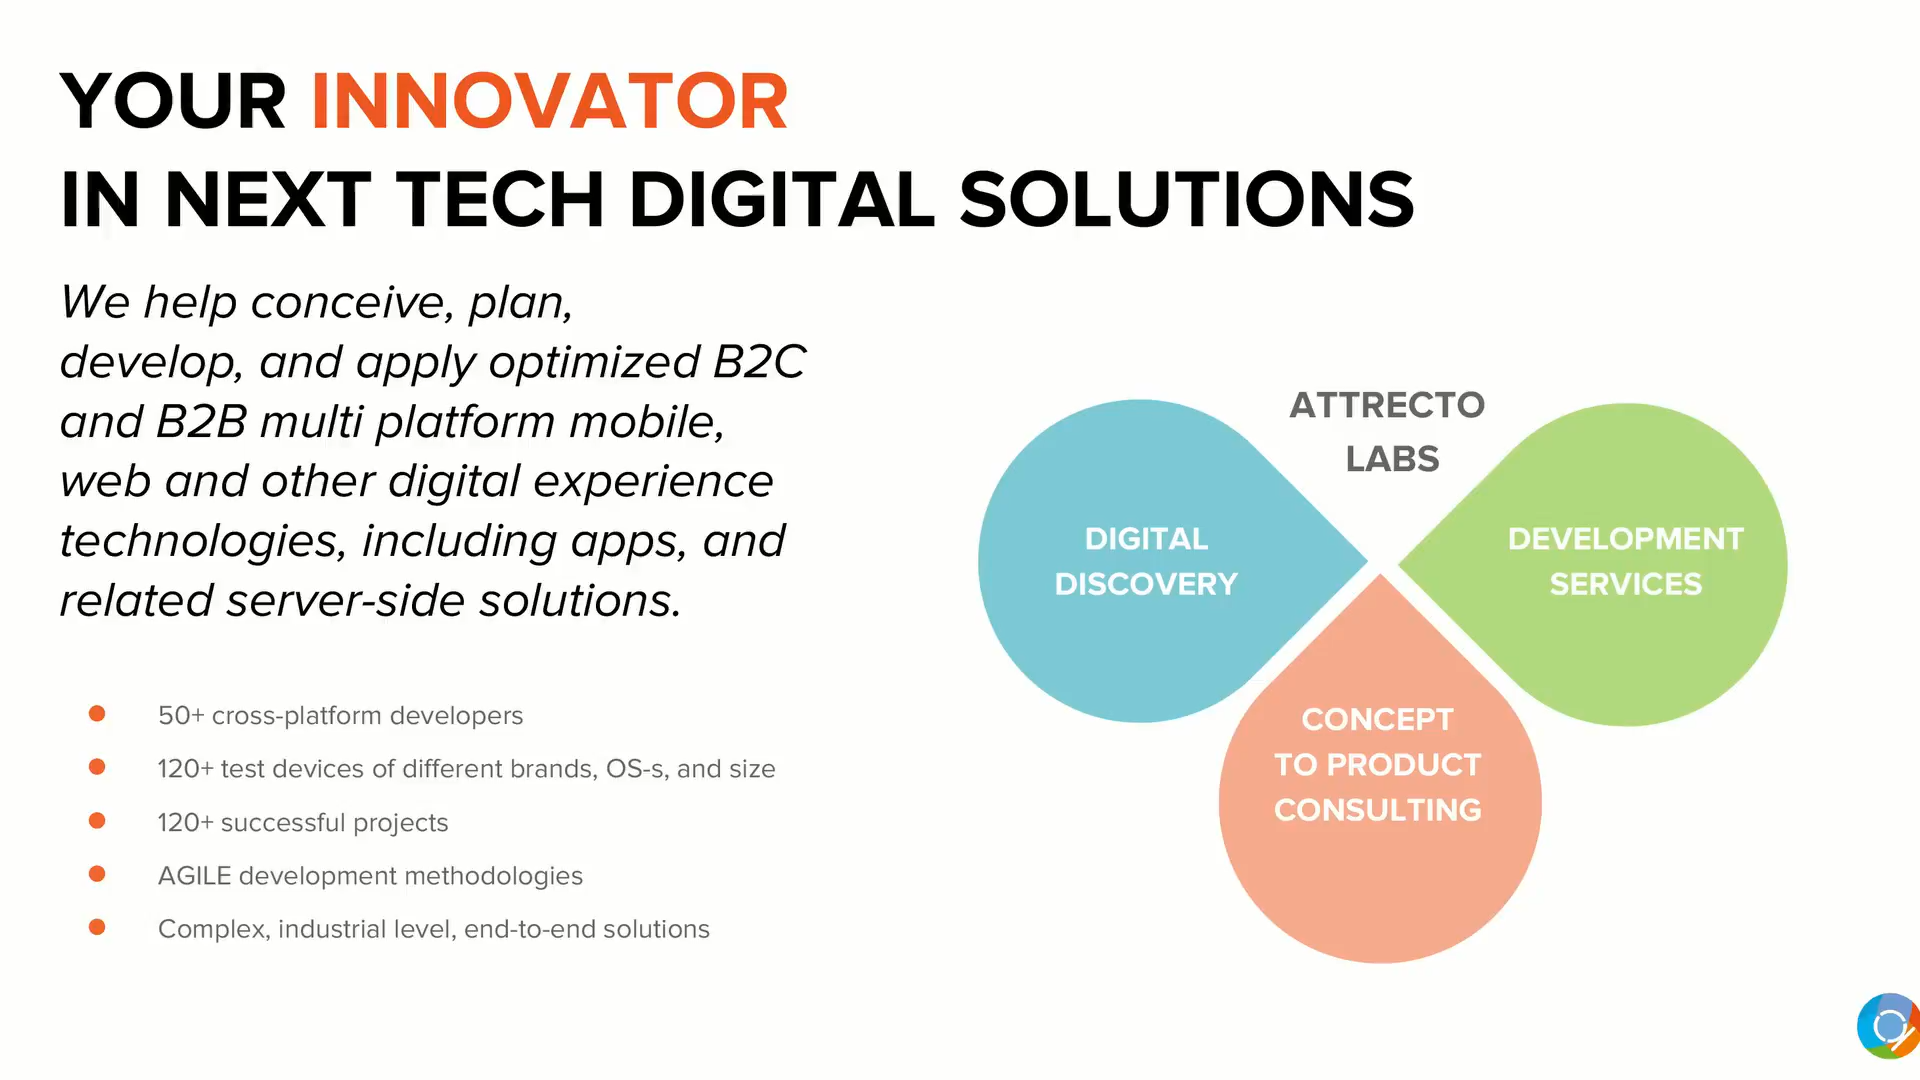 YOUR INNOVATOR
IN NEXT TECH DIGITAL SOLUTIONS
We help conceive, plan,
develop, and apply optimized B2C
and B2B multi platform mobile,
web and other digital experience
technologies, including apps, and
related server-side solutions.
50+ cross-platform developers
120+ test devices of different brands, OS-s, and size
120+ successful projects
AGILE development methodologies
Complex, industrial level, end-to-end solutions
ATTRECTO
LABS
DIGITAL
DISCOVERY
DEVELOPMENT
SERVICES
CONCEPT
TO PRODUCT
CONSULTING